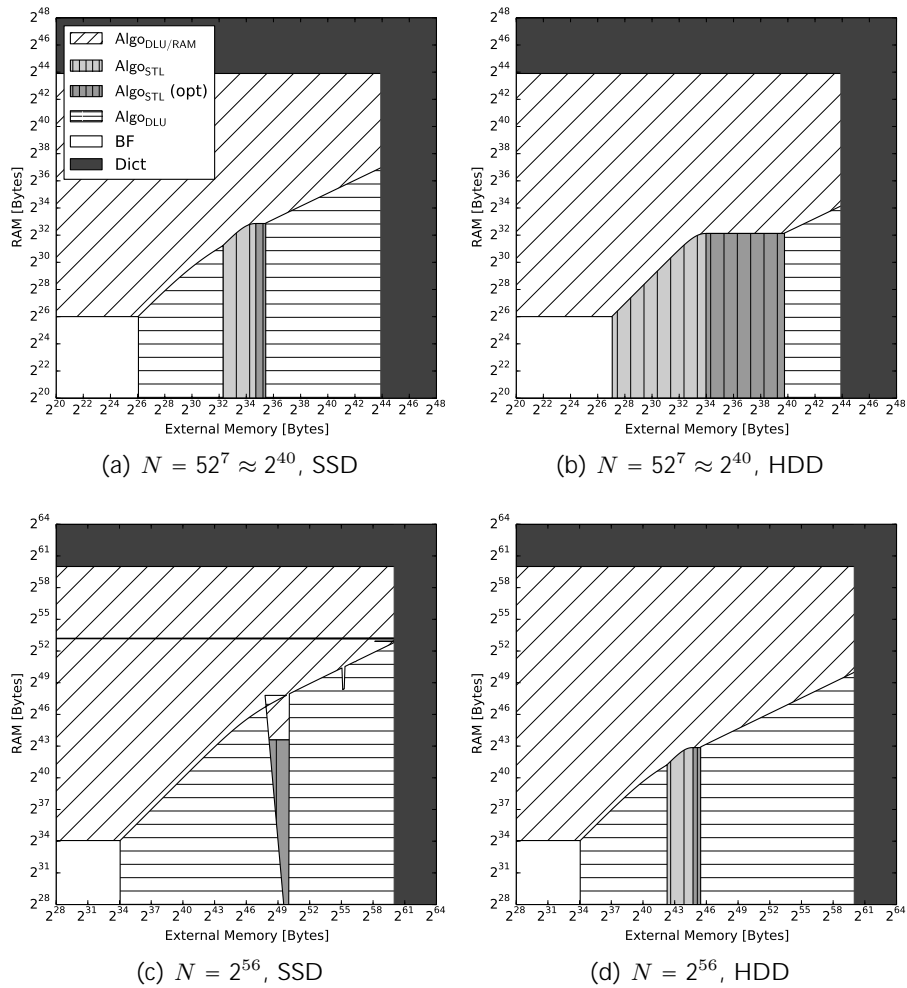 2^48
2^46
2^44
2^42
2^40
2^38
2^36
2^34
2^32
2^30
2^28
2^26
2^24
2^22
2^20
RAM [Bytes]
Algo_DLU/RAM
Algo_STL
Algo_STL (opt)
Algo_DLU
BF
Dict
2^20 2^22 2^24 2^26 2^28 2^30 2^32 2^34 2^36 2^38 2^40 2^42 2^44 2^46 2^48
External Memory [Bytes]
(a) N = 52^7 ≈ 2^40, SSD
2^48
2^46
2^44
2^42
2^40
2^38
2^36
2^34
2^32
2^30
2^28
2^26
2^24
2^22
2^20
RAM [Bytes]
2^20 2^22 2^24 2^26 2^28 2^30 2^32 2^34 2^36 2^38 2^40 2^42 2^44 2^46 2^48
External Memory [Bytes]
(b) N = 52^7 ≈ 2^40, HDD
2^64
2^61
2^58
2^55
2^52
2^49
2^46
2^43
2^40
2^37
2^34
2^31
2^28
RAM [Bytes]
2^28 2^31 2^34 2^37 2^40 2^43 2^46 2^49 2^52 2^55 2^58 2^61 2^64
External Memory [Bytes]
(c) N = 2^56, SSD
2^64
2^61
2^58
2^55
2^52
2^49
2^46
2^43
2^40
2^37
2^34
2^31
2^28
RAM [Bytes]
2^28 2^31 2^34 2^37 2^40 2^43 2^46 2^49 2^52 2^55 2^58 2^61 2^64
External Memory [Bytes]
(d) N = 2^56, HDD